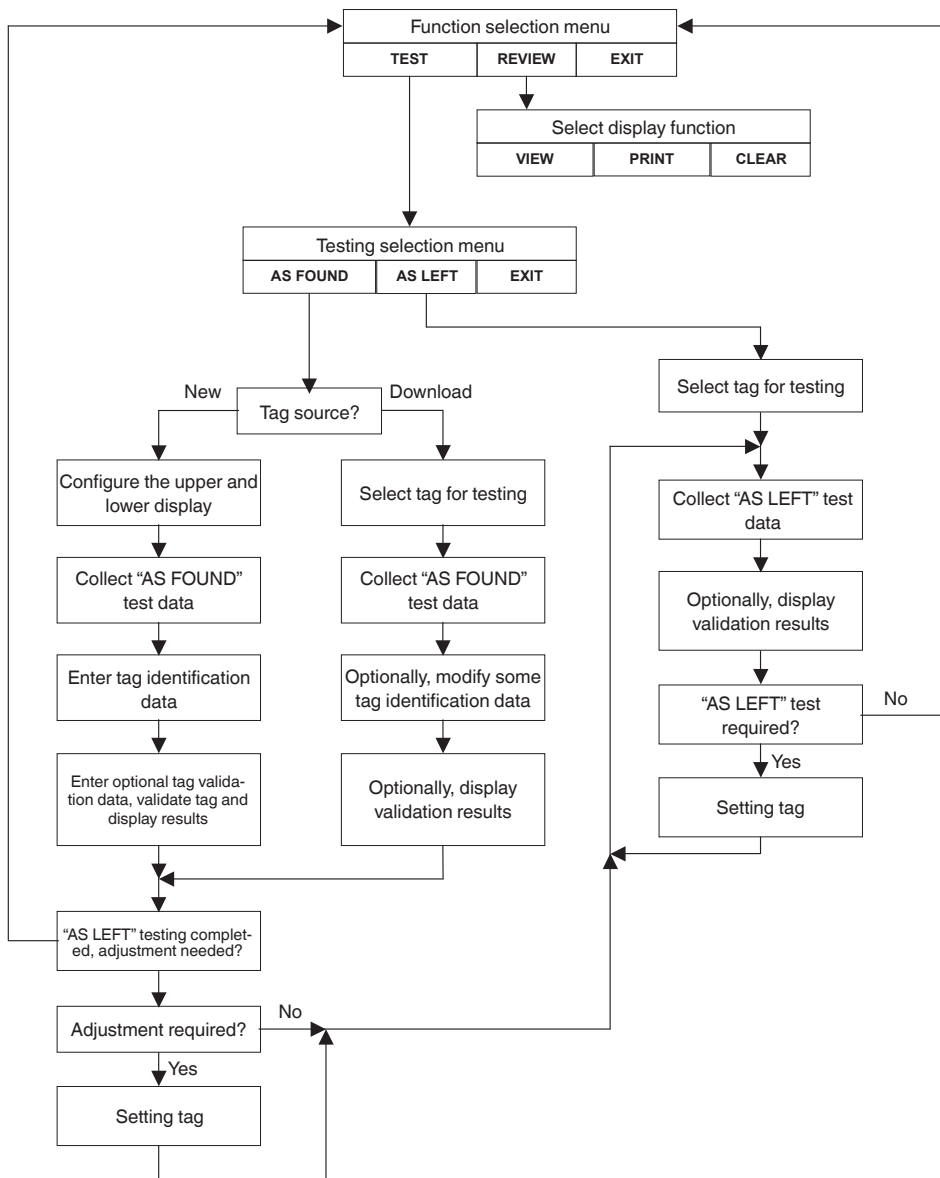 Function selection menu
TEST REVIEW EXIT
Select display function
VIEW PRINT CLEAR
Testing selection menu
AS FOUND AS LEFT EXIT
New
Tag source?
Download
Configure the upper and
lower display
Collect “AS FOUND”
test data
Enter tag identification
data
Enter optional tag valida-
tion data, validate tag and
display results
Select tag for testing
Collect “AS FOUND”
test data
Optionally, modify some
tag identification data
Optionally, display
validation results
“AS LEFT” testing complet-
ed, adjustment needed?
Adjustment required?
No
Yes
Setting tag
Select tag for testing
Collect “AS LEFT” test
data
Optionally, display
validation results
“AS LEFT” test
required?
No
Yes
Setting tag